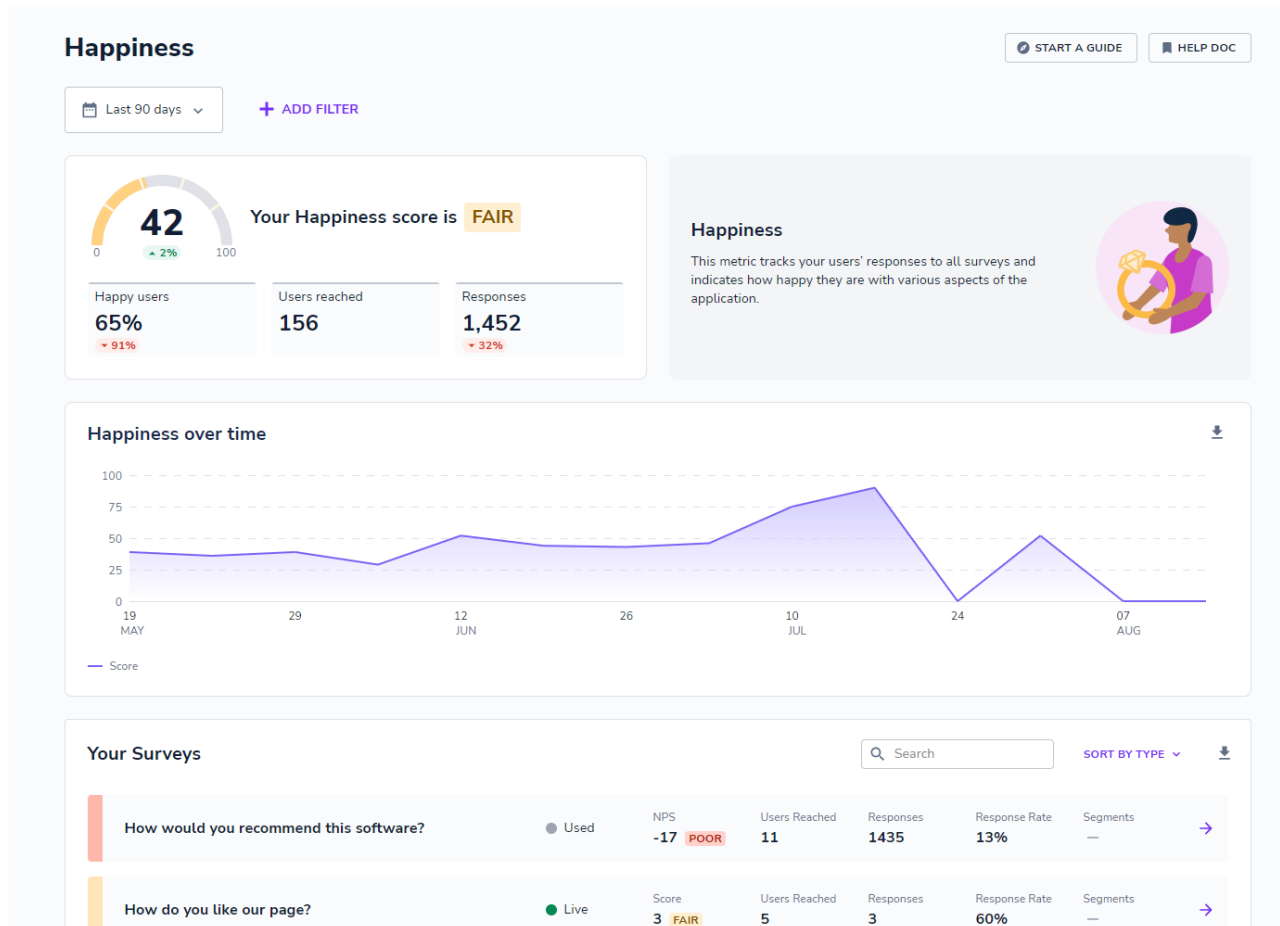 Happiness
START A GUIDE
HELP DOC
Last 90 days
ADD FILTER
42
0
2%
100
Your Happiness score is FAIR
Happy users
65%
91%
Users reached
156
Responses
1,452
32%
Happiness
This metric tracks your users' responses to all surveys and
indicates how happy they are with various aspects of the
application.
Happiness over time
100
75
50
25
0
19 29 12 26 10 24 07
MAY JUN JUL AUG
Score
Your Surveys
Search
SORT BY TYPE
How would you recommend this software?
Used
NPS Users Reached Responses Response Rate Segments
-17 POOR 11 1435 13% —
How do you like our page?
Live
Score Users Reached Responses Response Rate Segments
3 FAIR 5 3 60% —